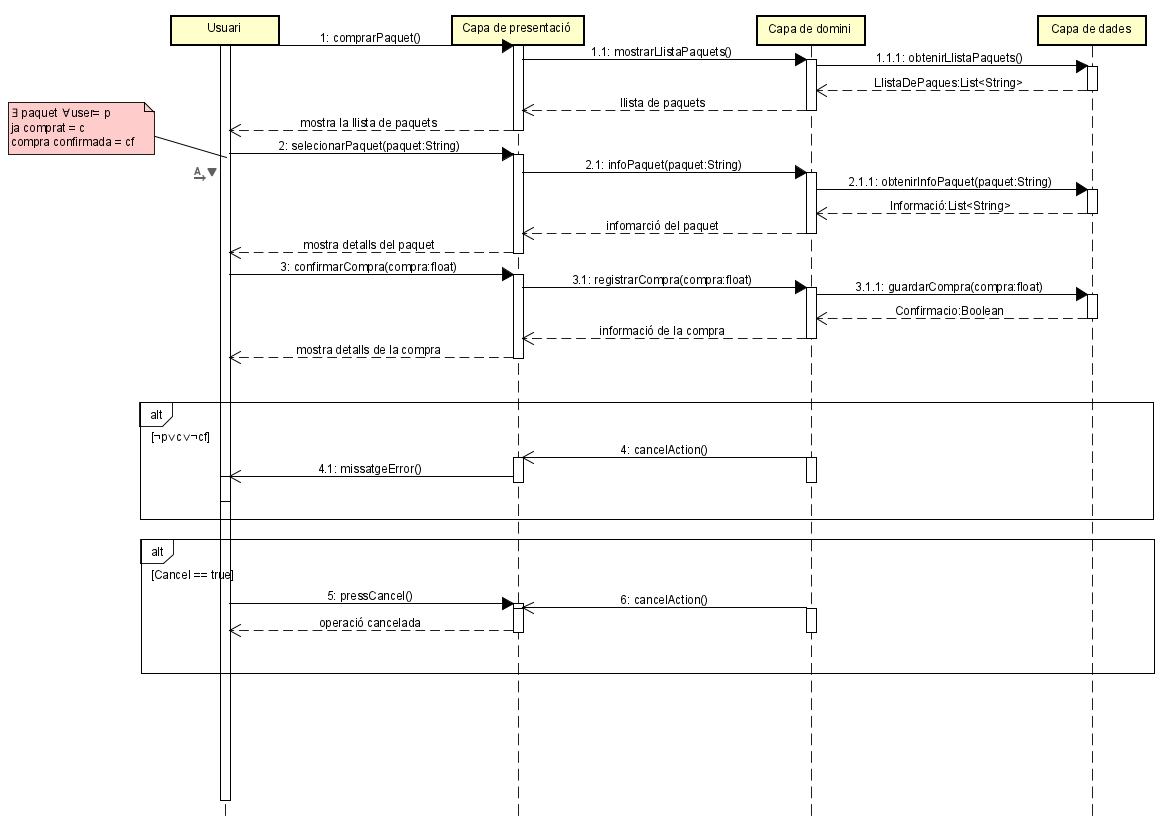 Usuari
Capa de presentació
Capa de domini
Capa de dades
1: comprarPaquet()
1.1: mostrarLlistaPaquets()
1.1.1: obtenirLlistaPaquets()
LlistaDePaques:List<String>
llista de paquets
mostra la llista de paquets
∃ paquet ∀user= p
ja comprat = c
compra confirmada = cf
2: selecionarPaquet(paquet:String)
2.1: infoPaquet(paquet:String)
2.1.1: obtenirInfoPaquet(paquet:String)
Informació:List<String>
infomarció del paquet
mostra detalls del paquet
3: confirmarCompra(compra:float)
3.1: registrarCompra(compra:float)
3.1.1: guardarCompra(compra:float)
Confirmacio:Boolean
informació de la compra
mostra detalls de la compra
alt
[¬p∨c∨¬cf]
4: cancelAction()
4.1: missatgeError()
alt
[Cancel == true]
5: pressCancel()
6: cancelAction()
operació cancelada